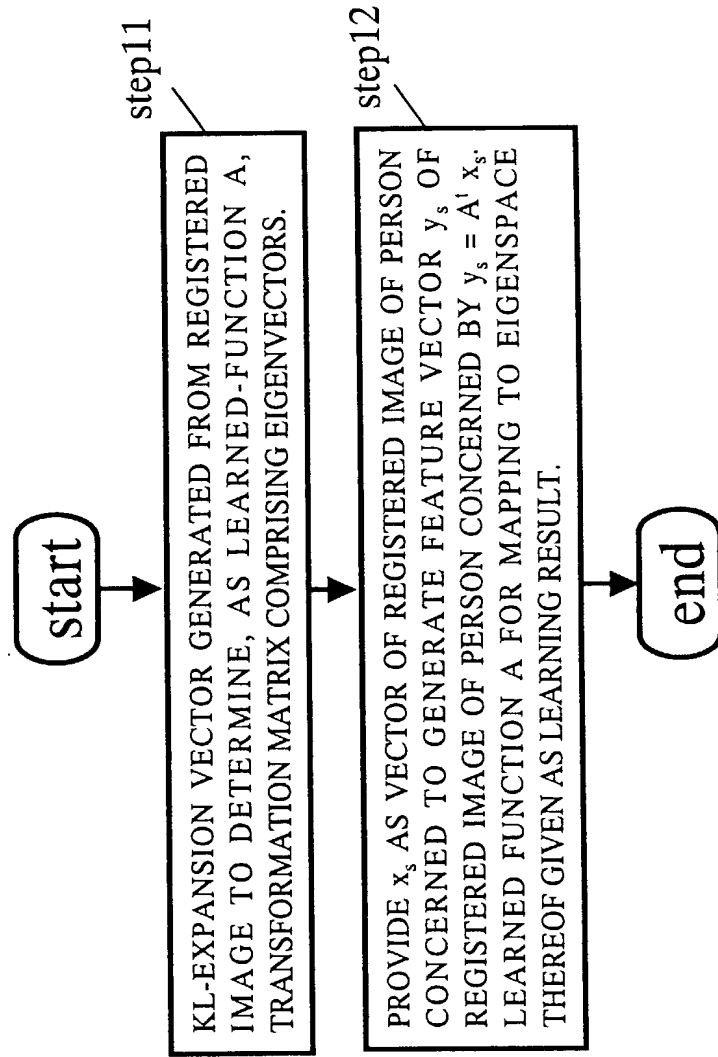 start
step11
KL-EXPANSION VECTOR GENERATED FROM REGISTERED
IMAGE TO DETERMINE, AS LEARNED-FUNCTION A,
TRANSFORMATION MATRIX COMPRISING EIGENVECTORS.
step12
PROVIDE xₛ AS VECTOR OF REGISTERED IMAGE OF PERSON
CONCERNED TO GENERATE FEATURE VECTOR yₛ OF
REGISTERED IMAGE OF PERSON CONCERNED BY yₛ = Aᵗ xₛ.
LEARNED FUNCTION A FOR MAPPING TO EIGENSPACE
THEREOF GIVEN AS LEARNING RESULT.
end